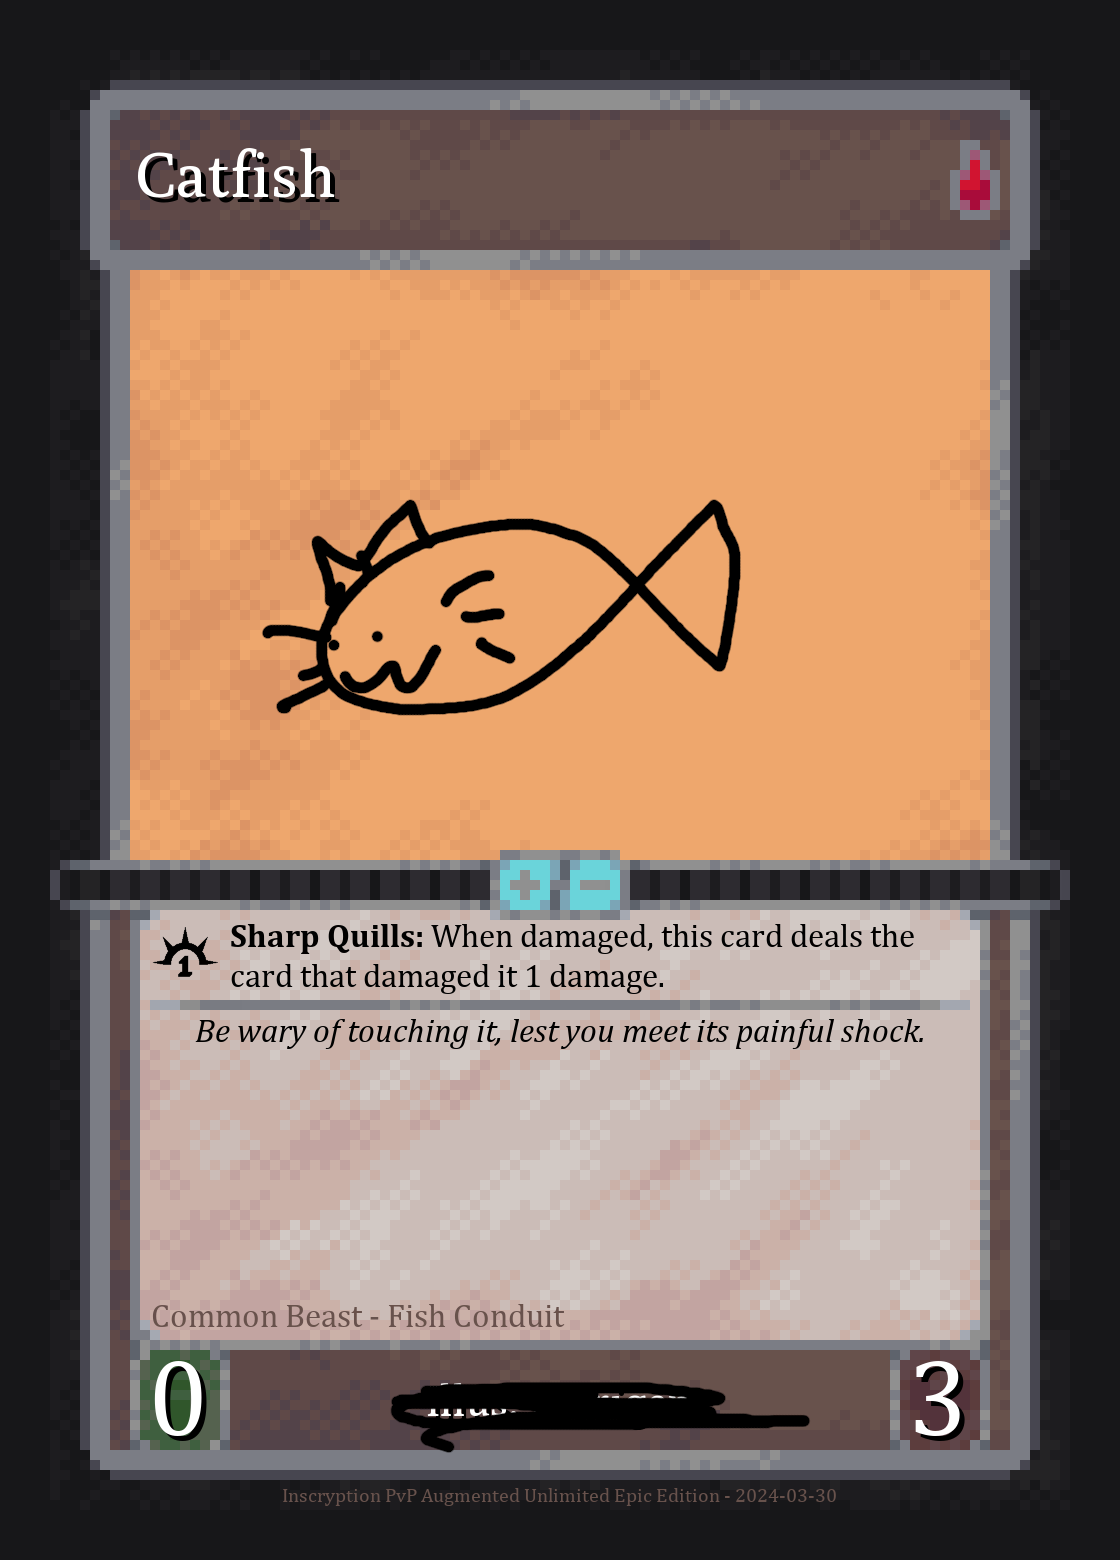 Catfish
Sharp Quills: When damaged, this card deals the
card that damaged it 1 damage.
1
Be wary of touching it, lest you meet its painful shock.
Common Beast - Fish Conduit
0
3
Inscryption PvP Augmented Unlimited Epic Edition - 2024-03-30